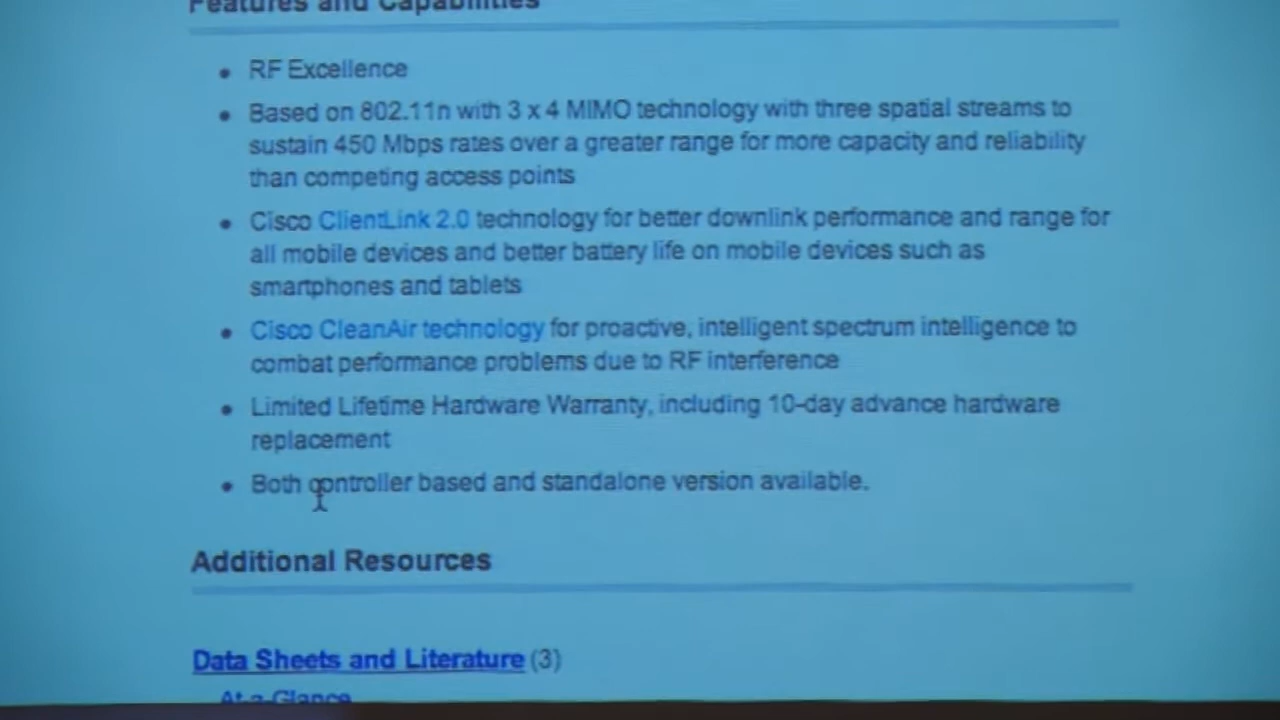 Features and Capabilities
RF Excellence
Based on 802.11n with 3 x 4 MIMO technology with three spatial streams to
sustain 450 Mbps rates over a greater range for more capacity and reliability
than competing access points
Cisco ClientLink 2.0 technology for better downlink performance and range for
all mobile devices and better battery life on mobile devices such as
smartphones and tablets
Cisco CleanAir technology for proactive, intelligent spectrum intelligence to
combat performance problems due to RF interference
Limited Lifetime Hardware Warranty, including 10-day advance hardware
replacement
Both controller based and standalone version available.
Additional Resources
Data Sheets and Literature (3)
At-a-Glance